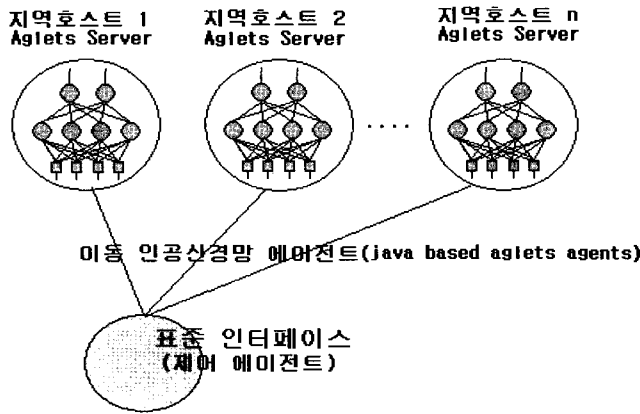 지역호스트 1
Aglets Server
지역호스트 2
Aglets Server
지역호스트 n
Aglets Server
....
이동 인공신경망 에이전트(java based aglets agents)
표준 인터페이스
(제어 에이전트)